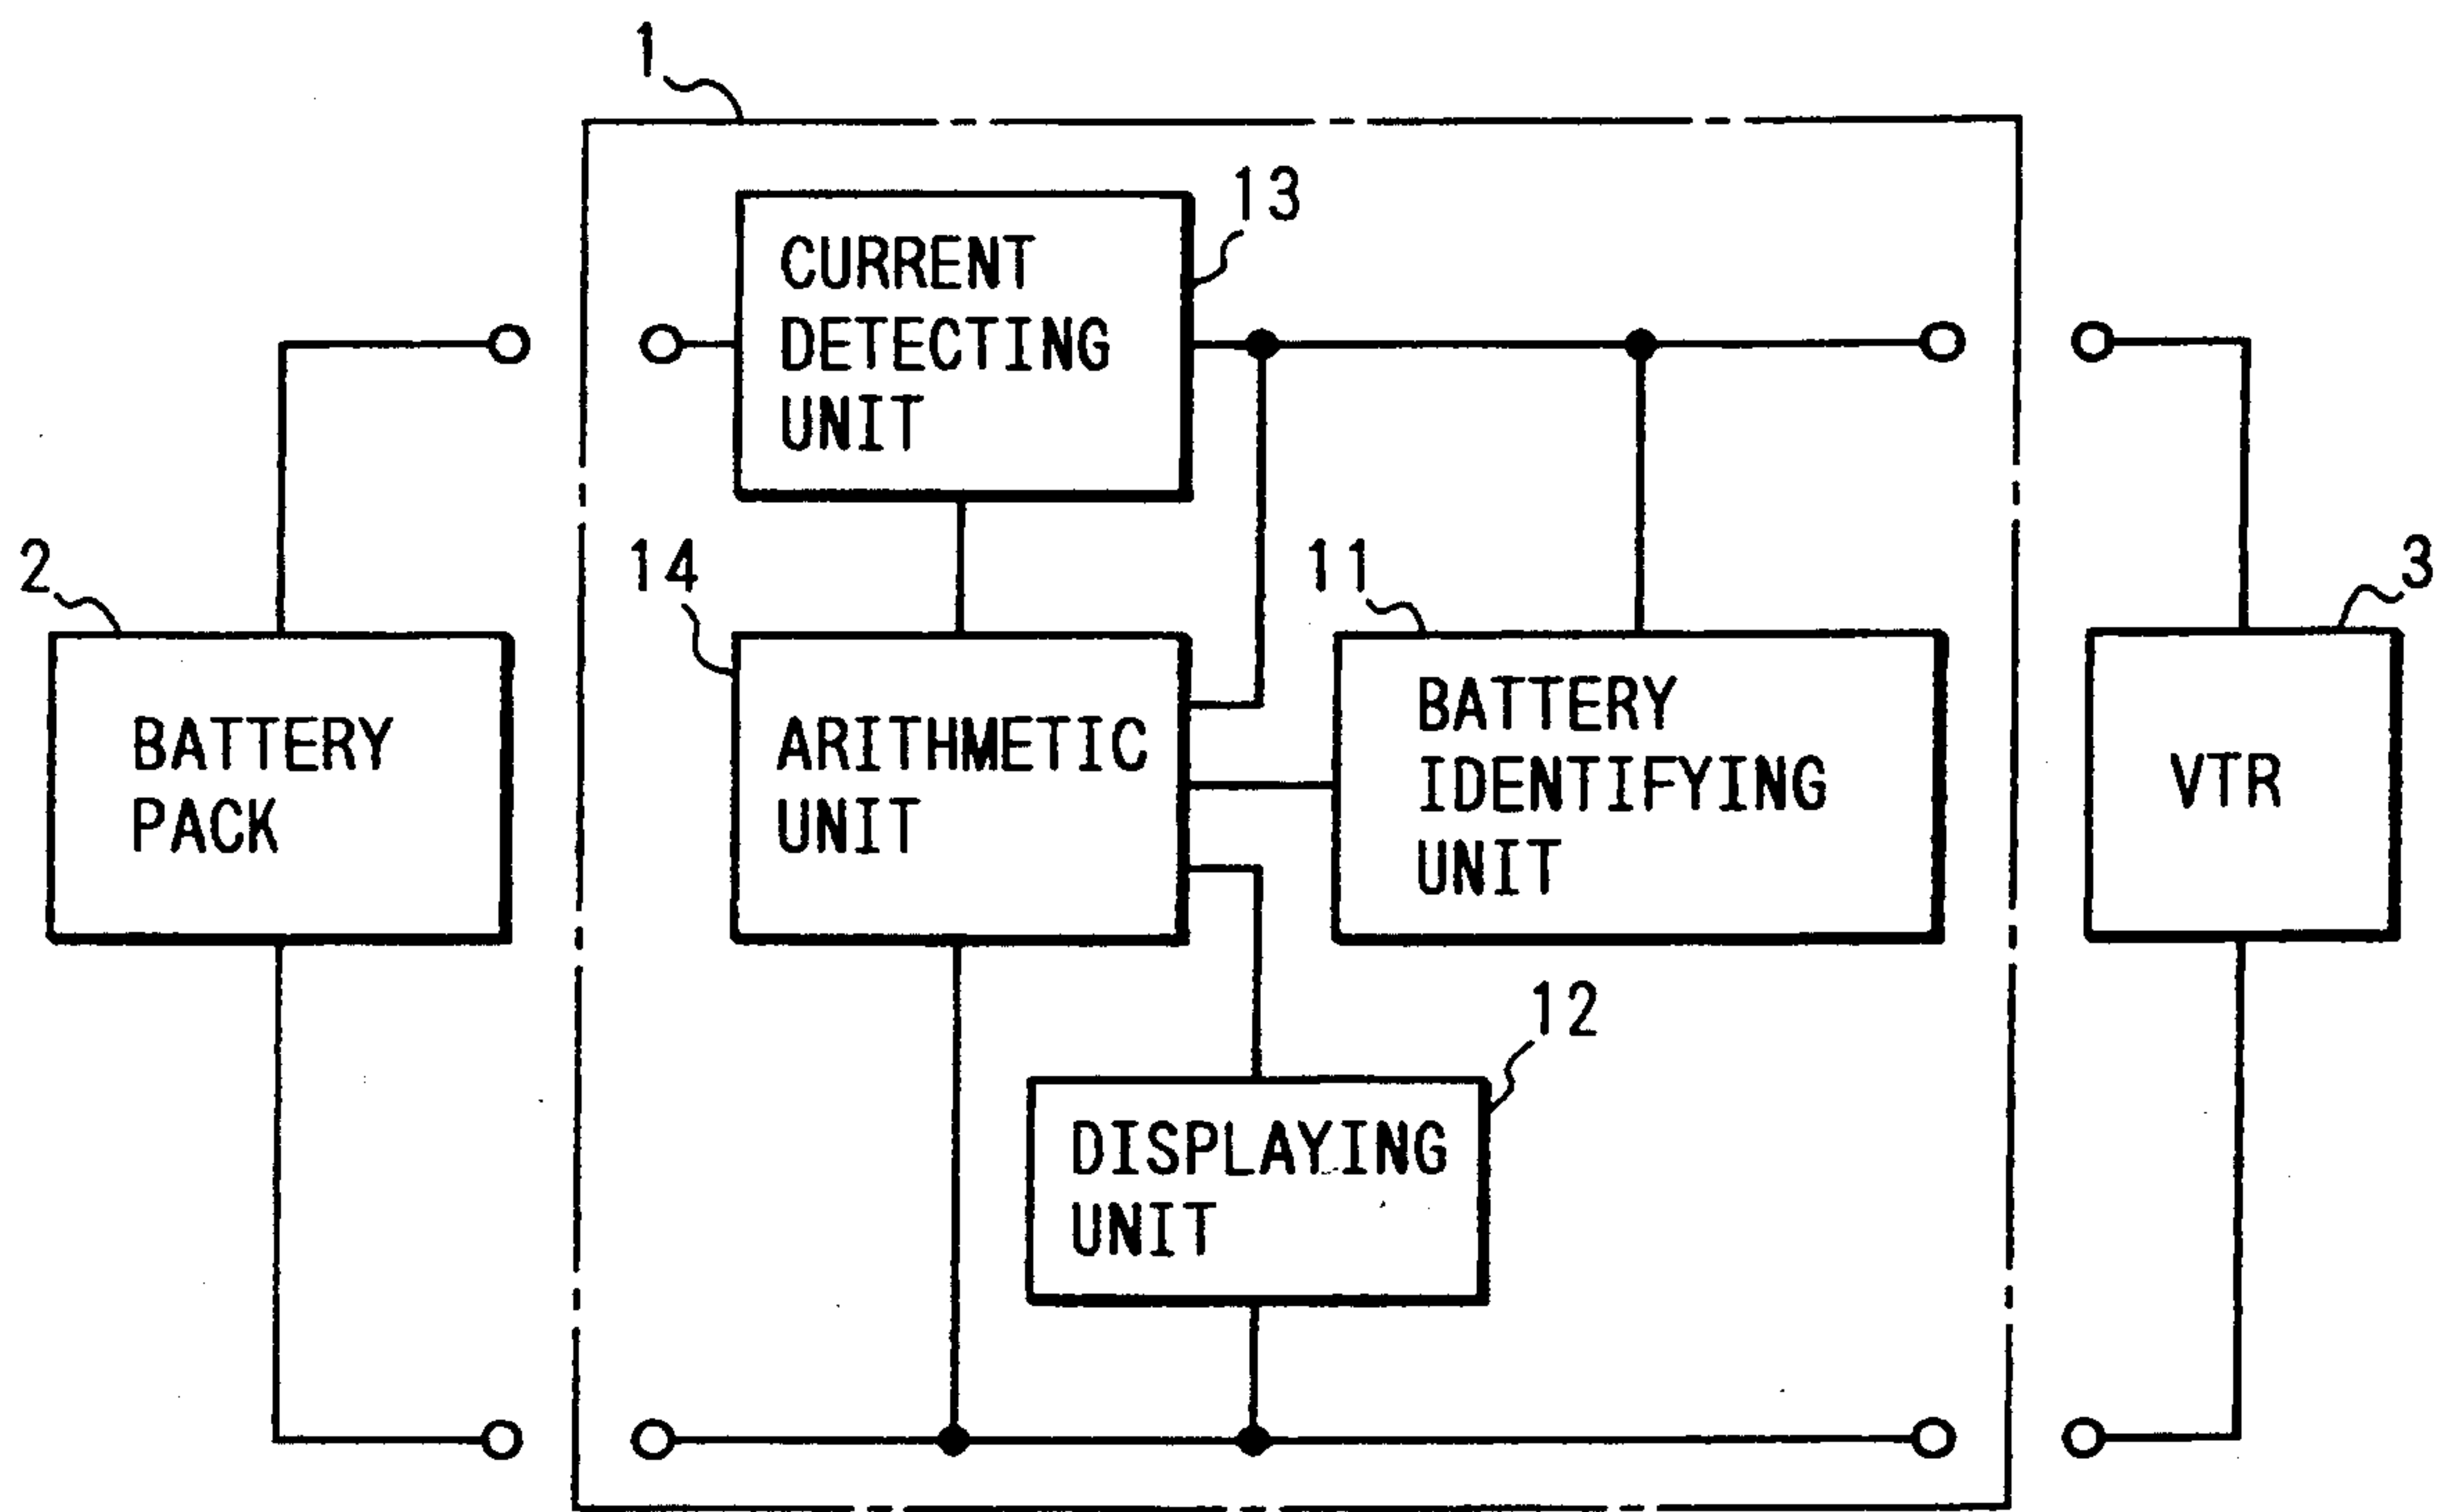 1
13
CURRENT
DETECTING
UNIT
2
14
11
3
BATTERY
PACK
ARITHMETIC
UNIT
BATTERY
IDENTIFYING
UNIT
VTR
12
DISPLAYING
UNIT